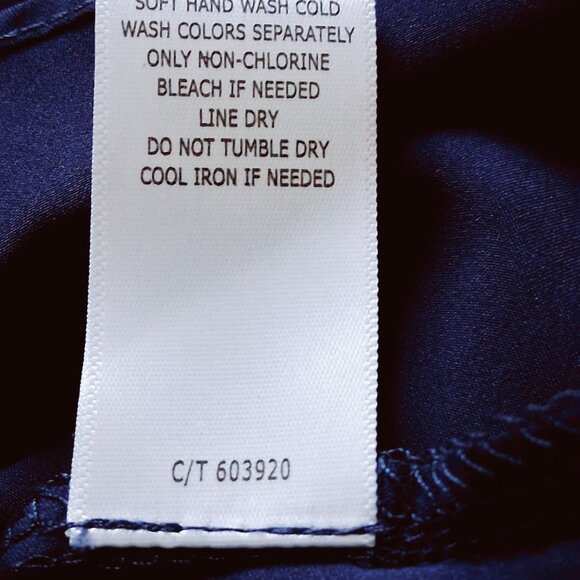 SOFT HAND WASH COLD
WASH COLORS SEPARATELY
ONLY NON-CHLORINE
BLEACH IF NEEDED
LINE DRY
DO NOT TUMBLE DRY
COOL IRON IF NEEDED
C/T 603920